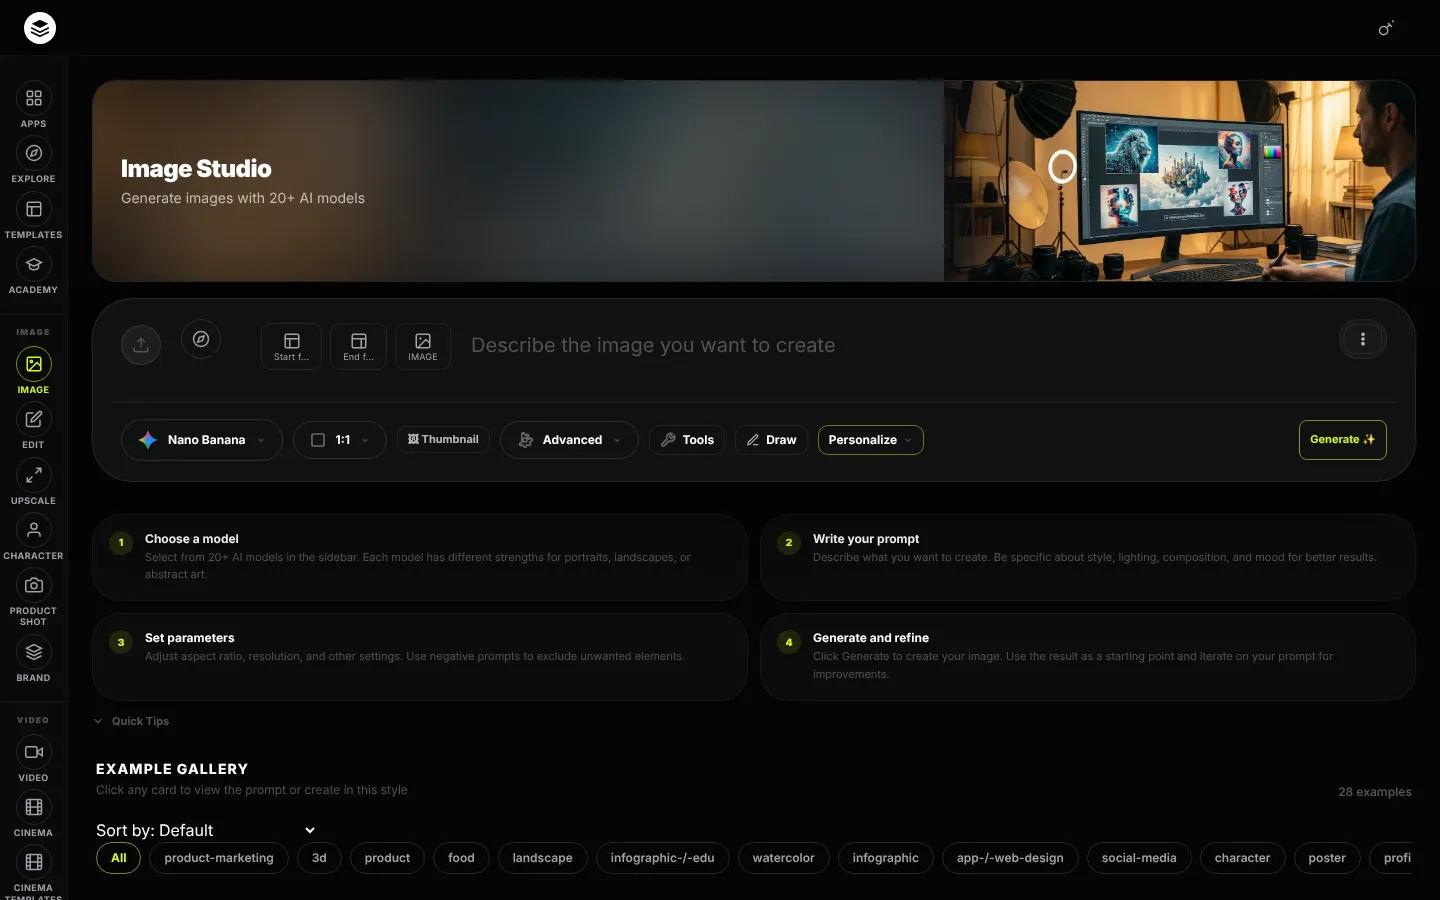 APPS
EXPLORE
TEMPLATES
ACADEMY
IMAGE
IMAGE
EDIT
UPSCALE
CHARACTER
PRODUCT
SHOT
BRAND
VIDEO
VIDEO
CINEMA
CINEMA
TEMPLATES
Image Studio
Generate images with 20+ AI models
Start f...
End f...
IMAGE
Describe the image you want to create
Nano Banana
1:1
Thumbnail
Advanced
Tools
Draw
Personalize
Generate ✨
1
Choose a model
Select from 20+ AI models in the sidebar. Each model has different strengths for portraits, landscapes, or
abstract art.
2
Write your prompt
Describe what you want to create. Be specific about style, lighting, composition, and mood for better results.
3
Set parameters
Adjust aspect ratio, resolution, and other settings. Use negative prompts to exclude unwanted elements.
4
Generate and refine
Click Generate to create your image. Use the result as a starting point and iterate on your prompt for
improvements.
Quick Tips
EXAMPLE GALLERY
Click any card to view the prompt or create in this style
28 examples
Sort by: Default
All
product-marketing
3d
product
food
landscape
infographic-/-edu
watercolor
infographic
app-/-web-design
social-media
character
poster
profi